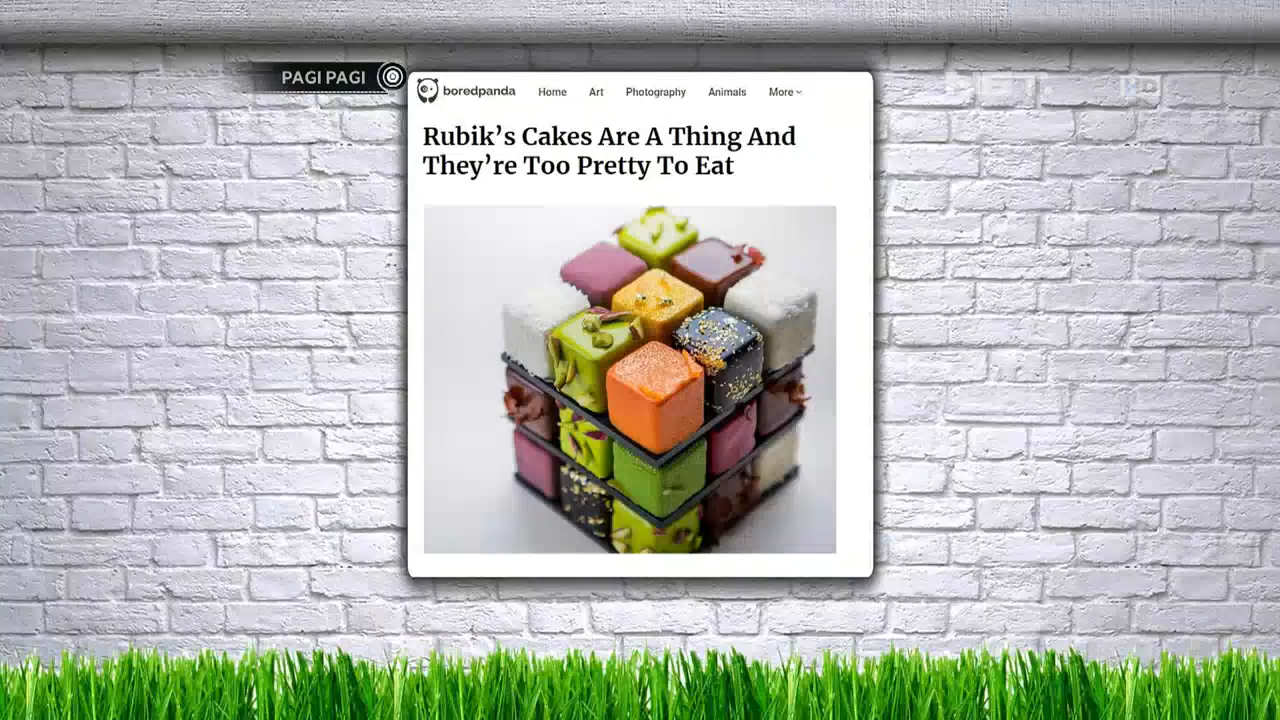 PAGI PAGI
boredpanda
Home Art Photography Animals More
Rubik's Cakes Are A Thing And
They're Too Pretty To Eat